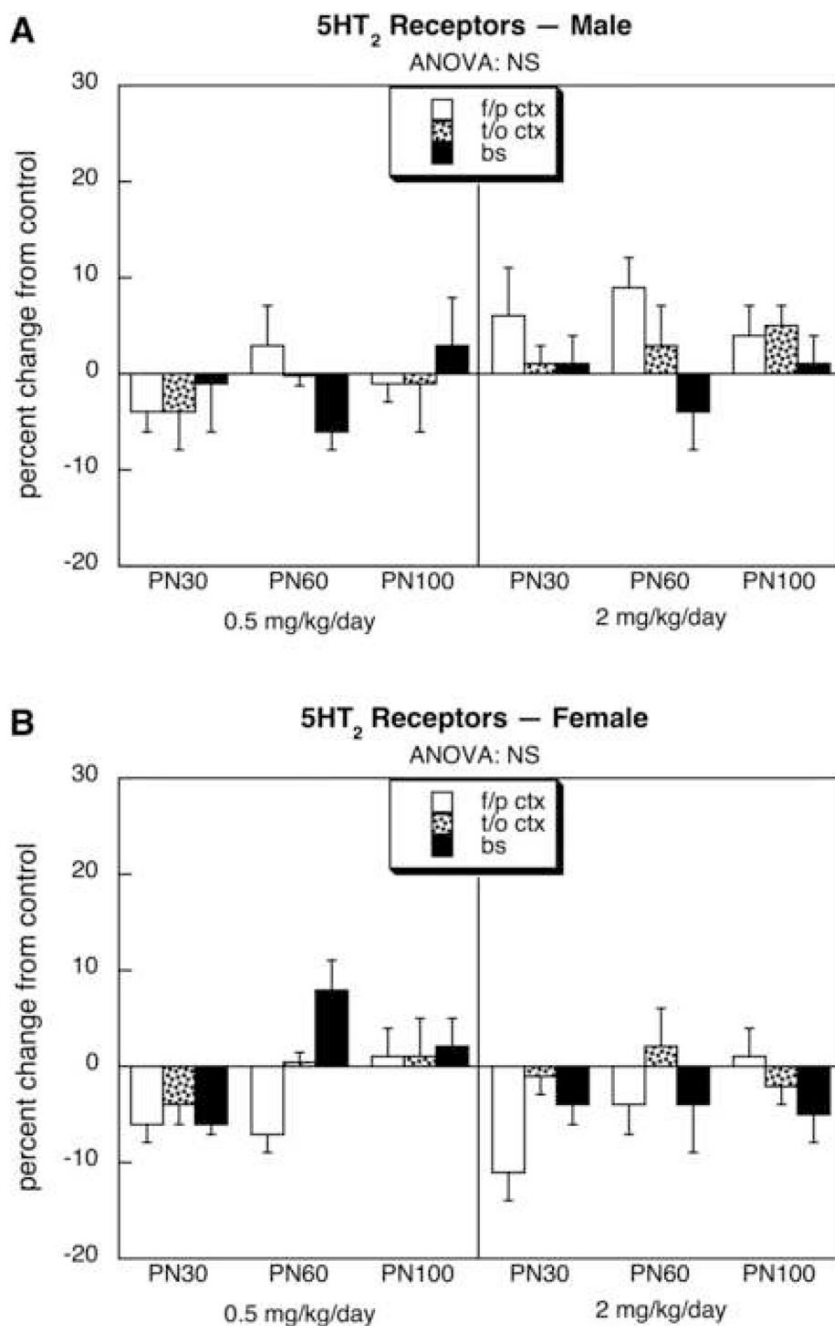 A
5HT₂ Receptors — Male
ANOVA: NS
f/p ctx
t/o ctx
bs
percent change from control
30
20
10
0
-10
-20
PN30 PN60 PN100 PN30 PN60 PN100
0.5 mg/kg/day 2 mg/kg/day
B
5HT₂ Receptors — Female
ANOVA: NS
f/p ctx
t/o ctx
bs
percent change from control
30
20
10
0
-10
-20
PN30 PN60 PN100 PN30 PN60 PN100
0.5 mg/kg/day 2 mg/kg/day